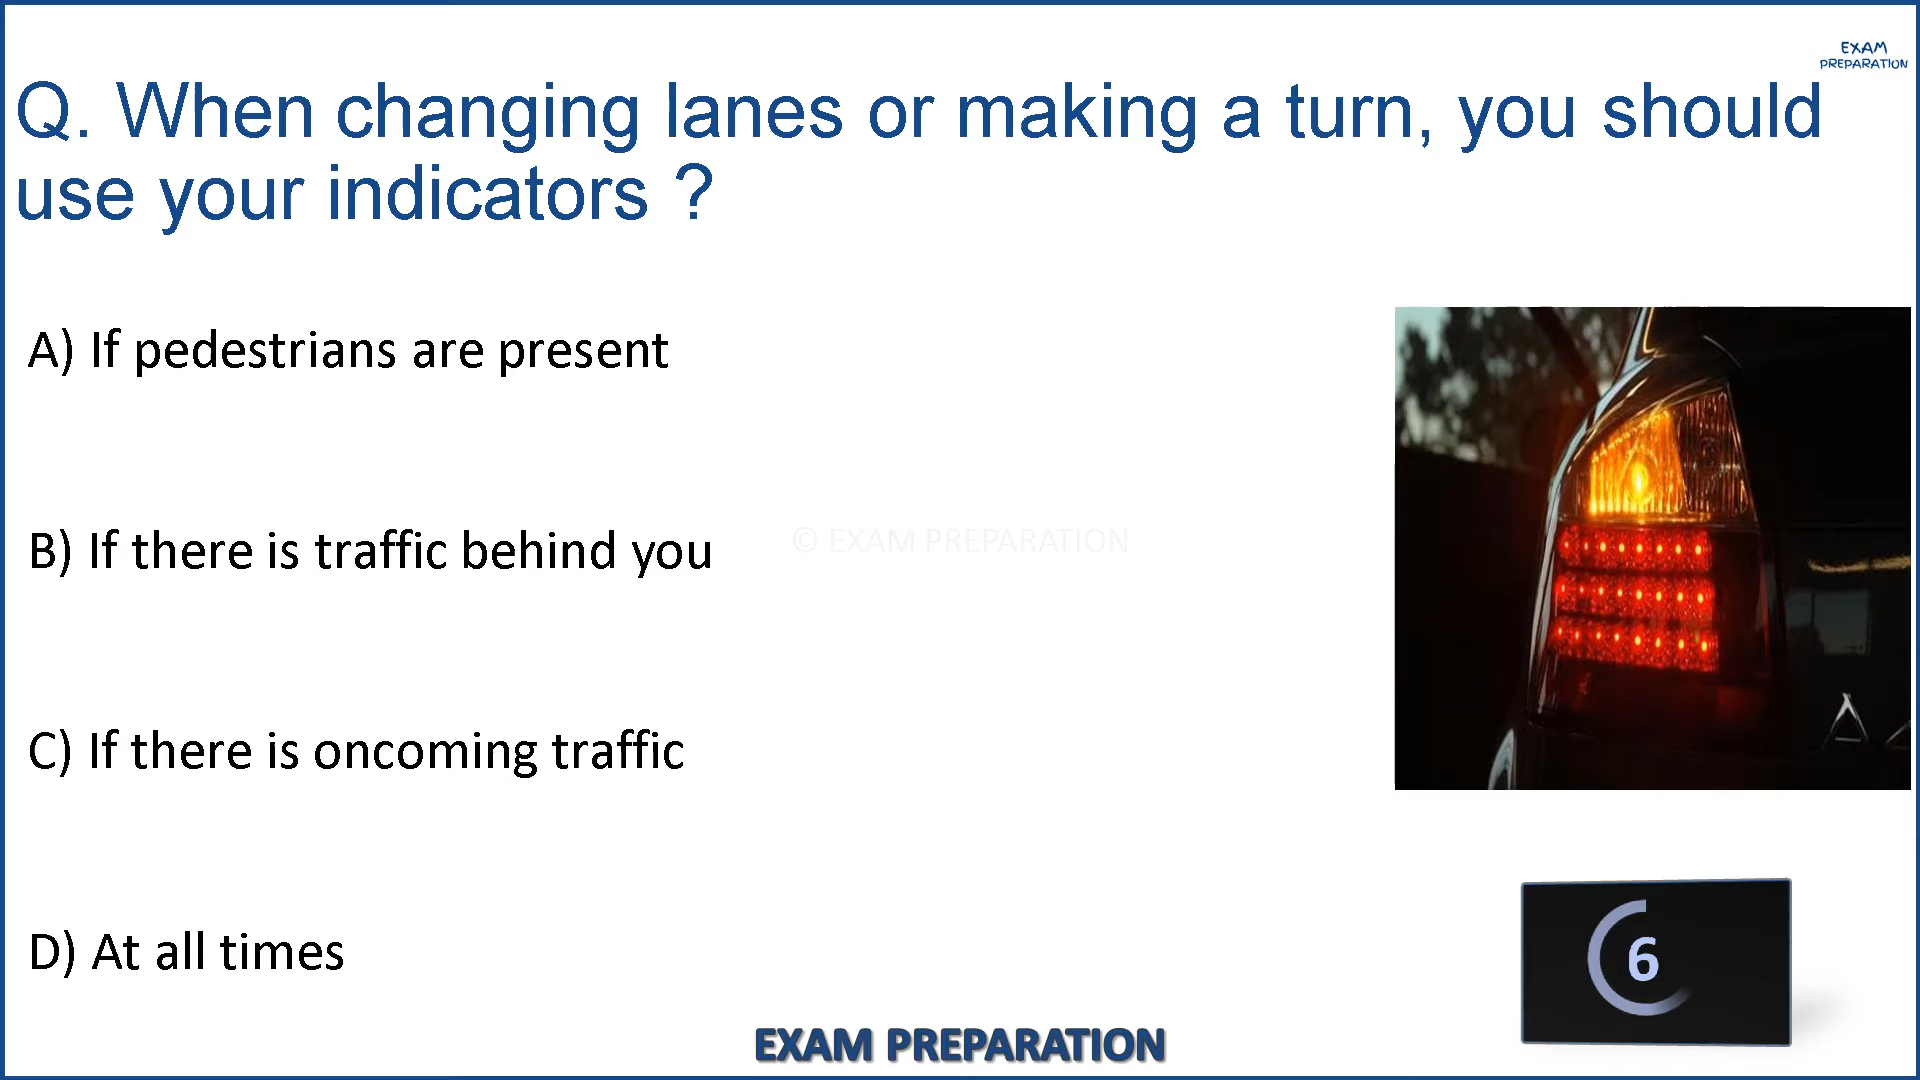 EXAM
PREPARATION
Q. When changing lanes or making a turn, you should
use your indicators ?
A) If pedestrians are present
B) If there is traffic behind you
© EXAM PREPARATION
C) If there is oncoming traffic
D) At all times
6
EXAM PREPARATION